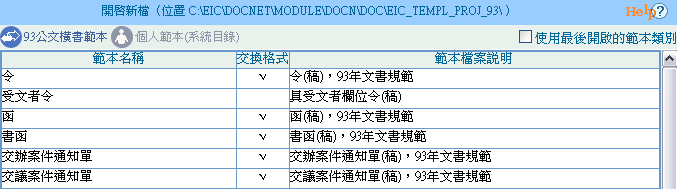 開啓新檔（位置 C:\EIC\DOCNET\MODULE\DOCN\DOC\EIC_TEMPL_PROJ_93\ ）
Help?
93公文橫書範本 個人範本(系統目錄) 使用最後開啟的範本類別
範本名稱 交換格式 範本檔案說明
令 v 令(稿)，93年文書規範
受文者令 具受文者欄位令(稿)
函 v 函(稿)，93年文書規範
書函 v 書函(稿)，93年文書規範
交辦案件通知單 v 交辦案件通知單(稿)，93年文書規範
交議案件通知單 v 交議案件通知單(稿)，93年文書規範